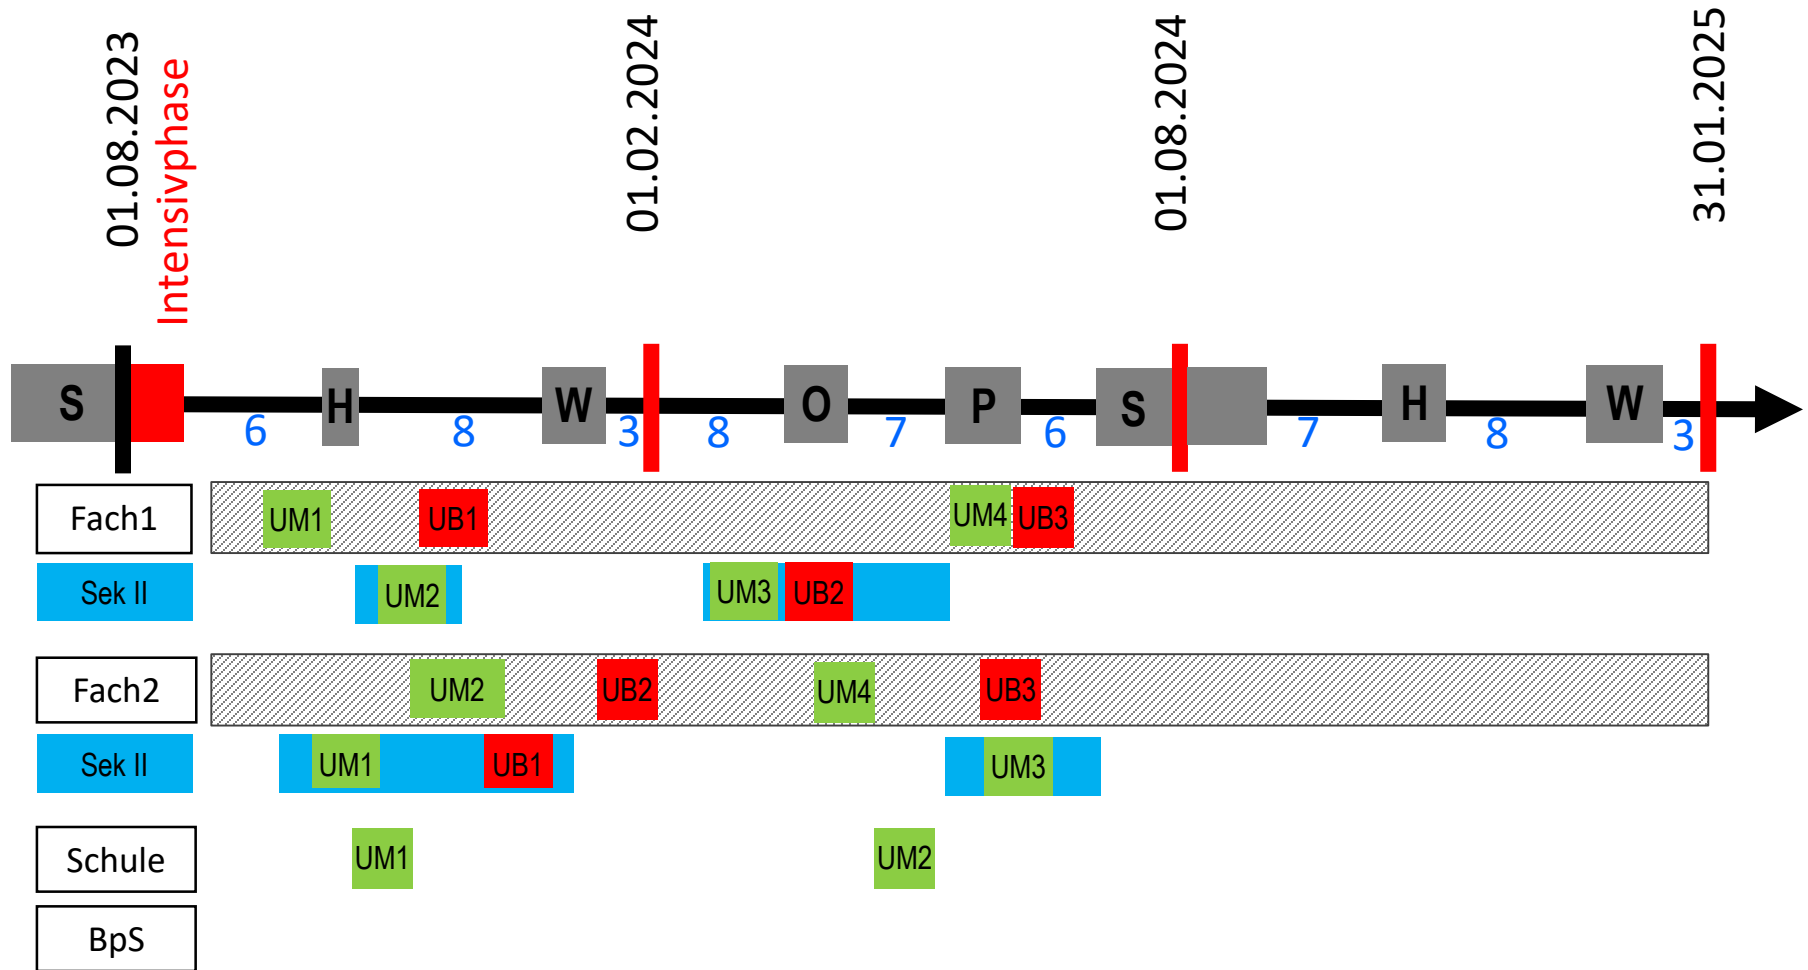 01.08.2023
Intensivphase
01.02.2024
01.08.2024
31.01.2025
S H W O P S H W
6 8 3 8 7 6 7 8 3
Fach1 UM1 UB1 UM4 UB3
Sek II UM2 UM3 UB2
Fach2 UM2 UB2 UM4 UB3
Sek II UM1 UB1 UM3
Schule UM1 UM2
BpS